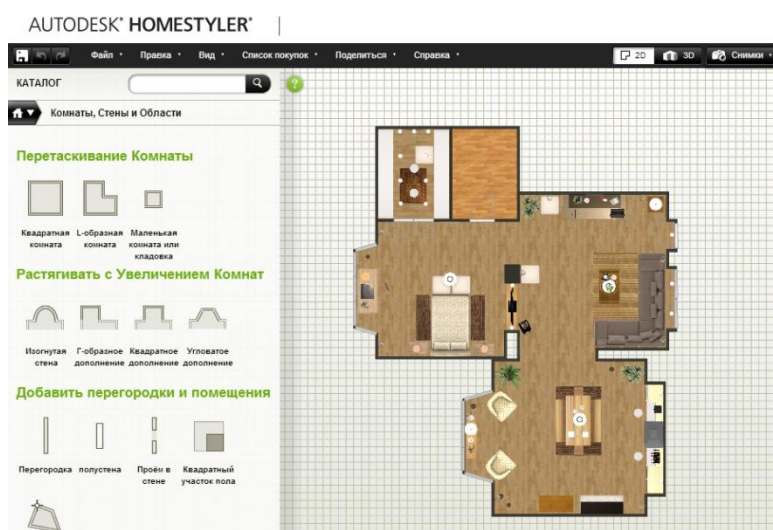 AUTODESK® HOMESTYLER®
Файл Правка Вид Список покупок Поделиться Справка 2D 3D Снимки
КАТАЛОГ
?
Комнаты, Стены и Области
Перетаскивание Комнаты
Квадратная комната
L-образная комната
Маленькая комната или кладовка
Растягивать с Увеличением Комнат
Изогнутая стена
Г-образное дополнение
Квадратное дополнение
Угловатое дополнение
Добавить перегородки и помещения
Перегородка
полустена
Проём в стене
Квадратный участок пола